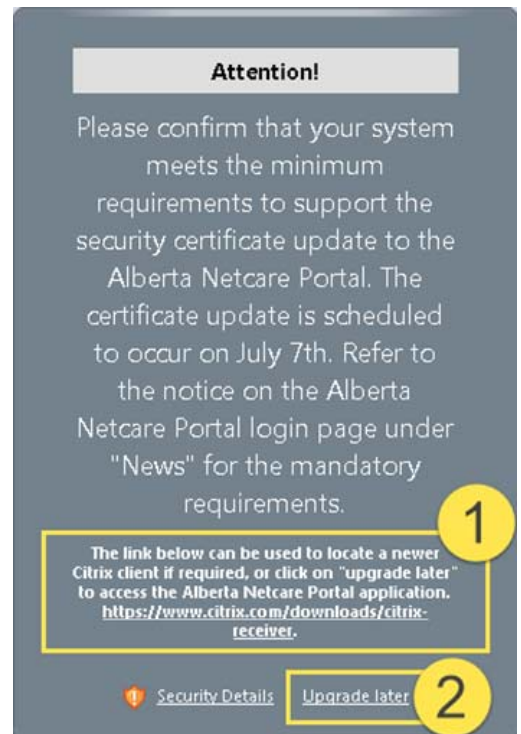 Attention!
Please confirm that your system
meets the minimum
requirements to support the
security certificate update to the
Alberta Netcare Portal. The
certificate update is scheduled
to occur on July 7th. Refer to
the notice on the Alberta
Netcare Portal login page under
"News" for the mandatory
requirements.
1
The link below can be used to locate a newer
Citrix client if required, or click on "upgrade later"
to access the Alberta Netcare Portal application.
https://www.citrix.com/downloads/citrix-
receiver.
Security Details Upgrade later 2